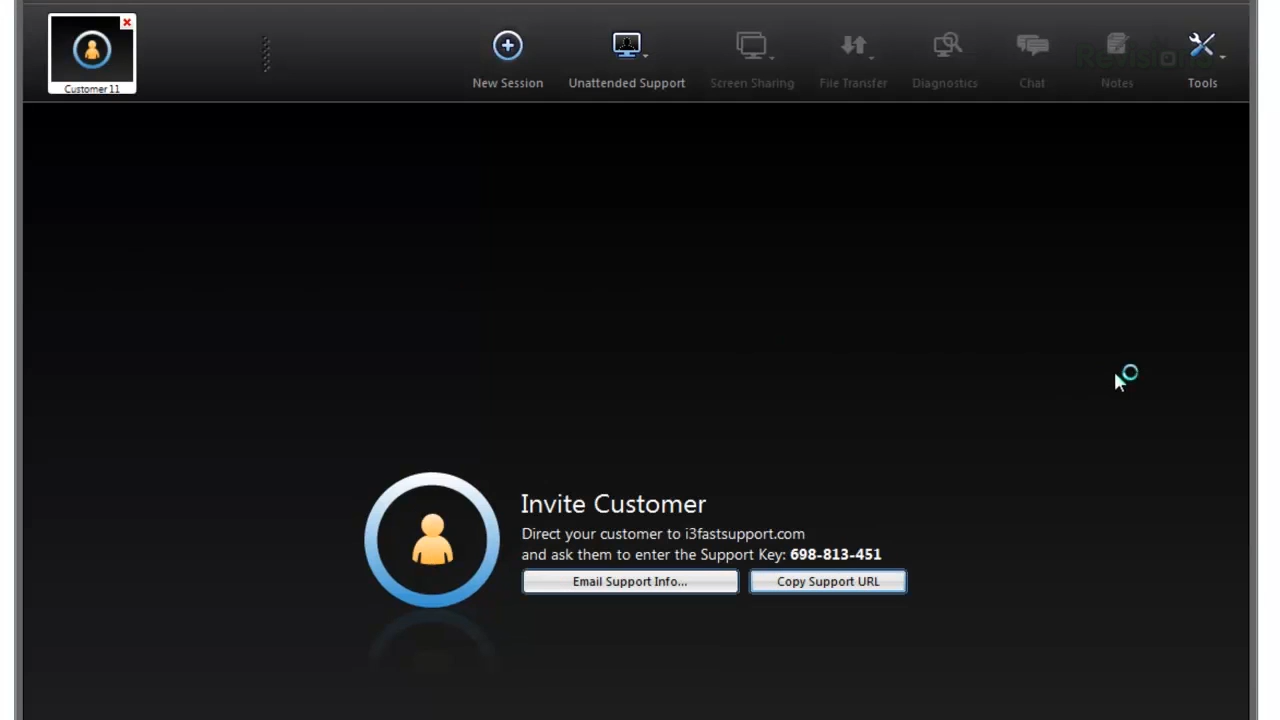 Customer 11
New Session
Unattended Support
Screen Sharing
File Transfer
Diagnostics
Chat
Notes
Tools
Invite Customer
Direct your customer to i3fastsupport.com
and ask them to enter the Support Key: 698-813-451
Email Support Info...
Copy Support URL